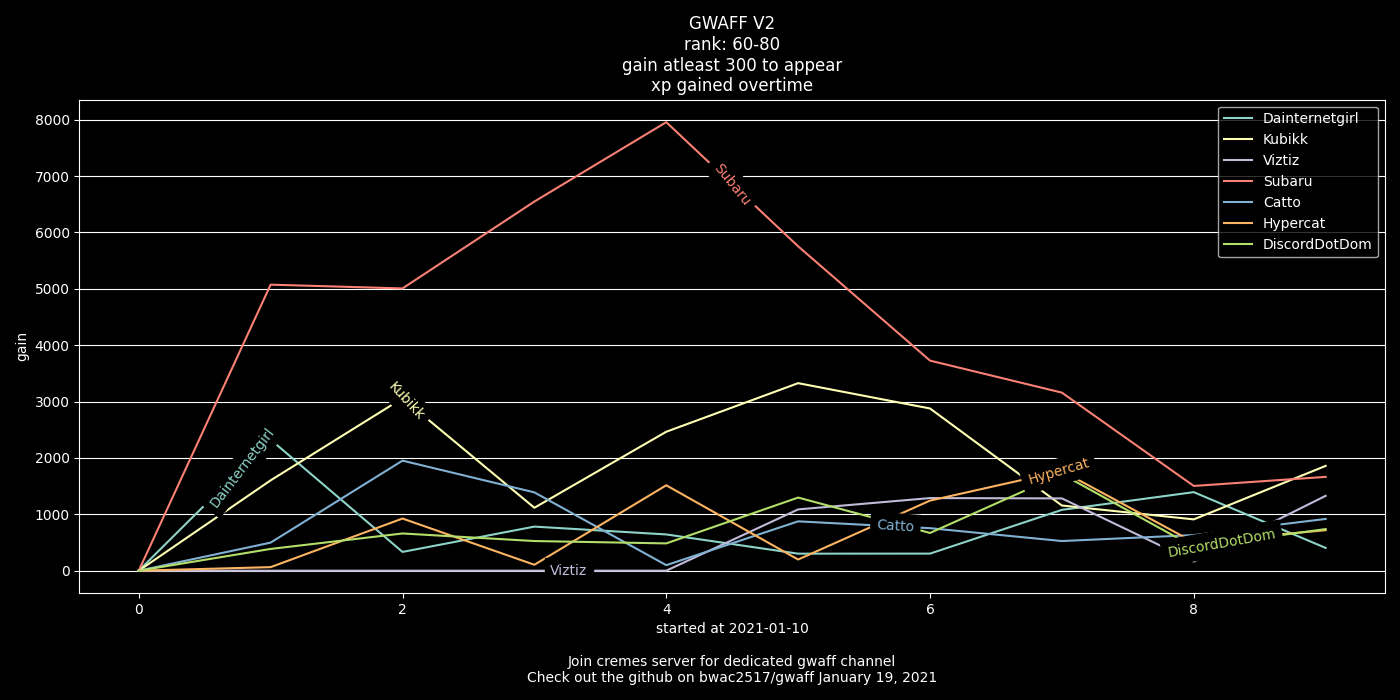 GWAFF V2
rank: 60-80
gain atleast 300 to appear
xp gained overtime
Dainternetgirl
Kubikk
Viztiz
Subaru
Catto
Hypercat
DiscordDotDom
8000
7000
6000
5000
4000
3000
2000
1000
0
gain
Subaru
Kubikk
Dainternetgirl
Hypercat
Catto
DiscordDotDom
Viztiz
0
2
4
6
8
started at 2021-01-10
Join cremes server for dedicated gwaff channel
Check out the github on bwac2517/gwaff January 19, 2021